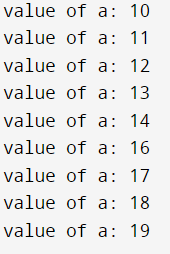 value of a: 10
value of a: 11
value of a: 12
value of a: 13
value of a: 14
value of a: 16
value of a: 17
value of a: 18
value of a: 19